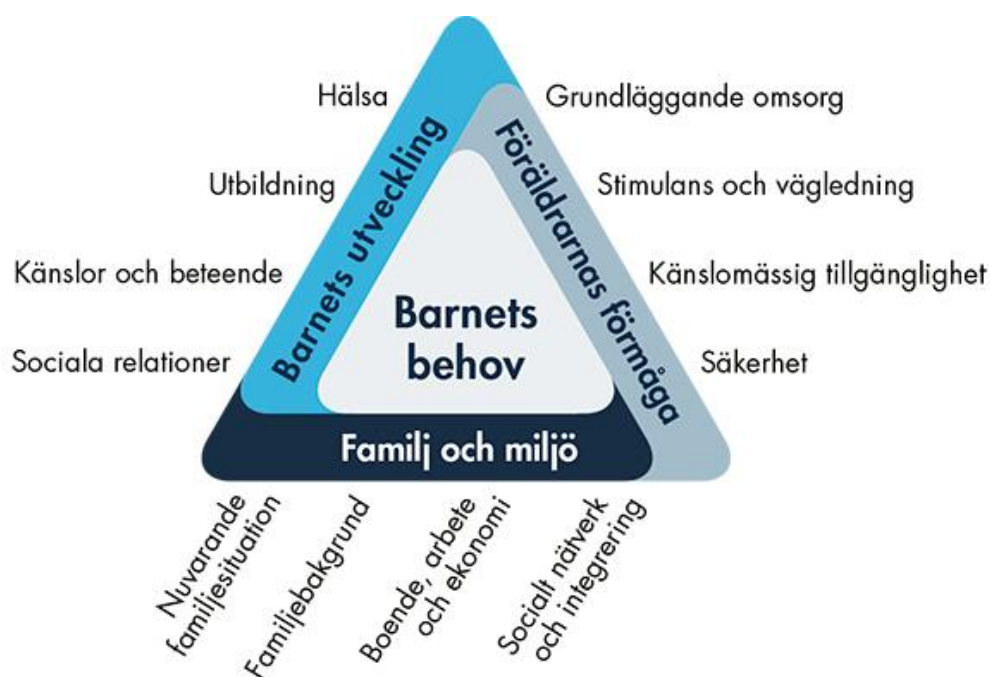 Hälsa
Grundläggande omsorg
Utbildning
Stimulans och vägledning
Känslor och beteende
Känslomässig tillgänglighet
Sociala relationer
Säkerhet
Barnets utveckling
Föräldrarnas förmåga
Barnets
behov
Familj och miljö
Nuvarande
familjesituation
Familjebakgrund
Boende, arbete
och ekonomi
Socialt nätverk
och integrering